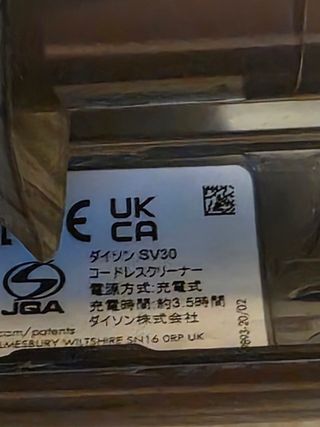 CE UK
CA
ダイソン SV30
コードレスクリーナー
電源方式:充電式
充電時間:約3.5時間
ダイソン株式会社
JQA
com/patents
LMESBURY WILTSHIRE SN16 0RP UK